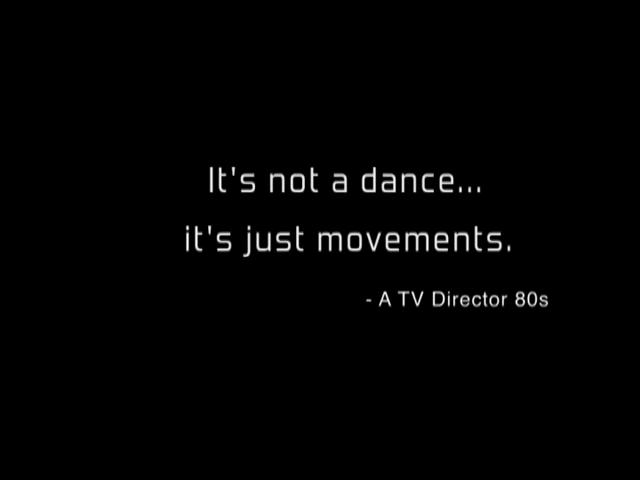 It's not a dance...
it's just movements.
- A TV Director 80s